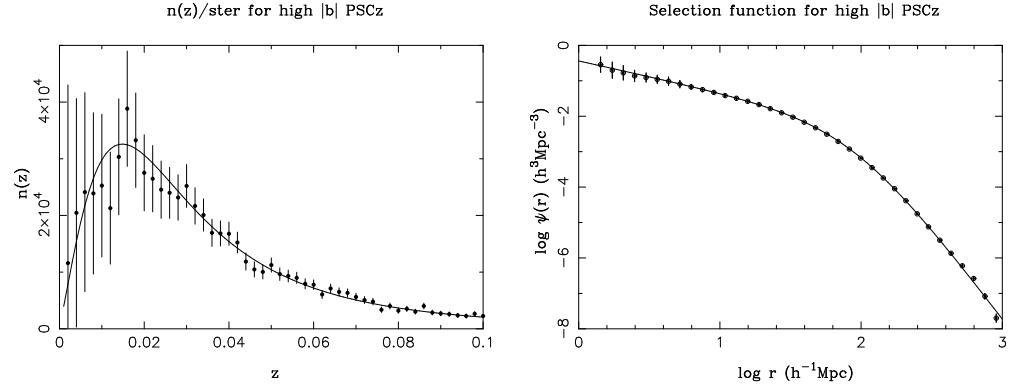 n(z)/ster for high |b| PSCz
n(z)
4×10⁴
2×10⁴
0
0 0.02 0.04 0.06 0.08 0.1
z
Selection function for high |b| PSCz
log ψ(r) (h³Mpc⁻³)
0
-2
-4
-6
-8
0 1 2 3
log r (h⁻¹Mpc)